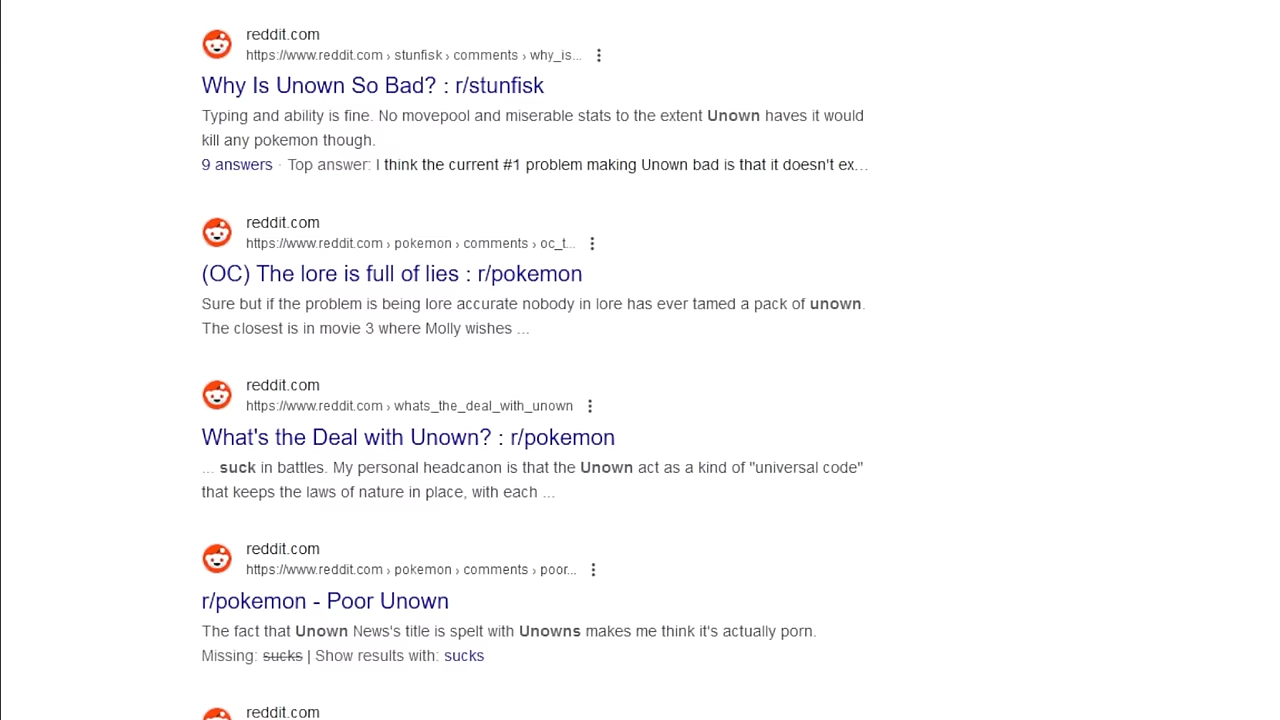 reddit.com
https://www.reddit.com › stunfisk › comments › why_is...
Why Is Unown So Bad? : r/stunfisk
Typing and ability is fine. No movepool and miserable stats to the extent Unown haves it would
kill any pokemon though.
9 answers · Top answer: I think the current #1 problem making Unown bad is that it doesn't ex...
reddit.com
https://www.reddit.com › pokemon › comments › oc_t...
(OC) The lore is full of lies : r/pokemon
Sure but if the problem is being lore accurate nobody in lore has ever tamed a pack of unown.
The closest is in movie 3 where Molly wishes ...
reddit.com
https://www.reddit.com › whats_the_deal_with_unown
What's the Deal with Unown? : r/pokemon
... suck in battles. My personal headcanon is that the Unown act as a kind of "universal code"
that keeps the laws of nature in place, with each ...
reddit.com
https://www.reddit.com › pokemon › comments › poor...
r/pokemon - Poor Unown
The fact that Unown News's title is spelt with Unowns makes me think it's actually porn.
Missing: sucks | Show results with: sucks
reddit.com